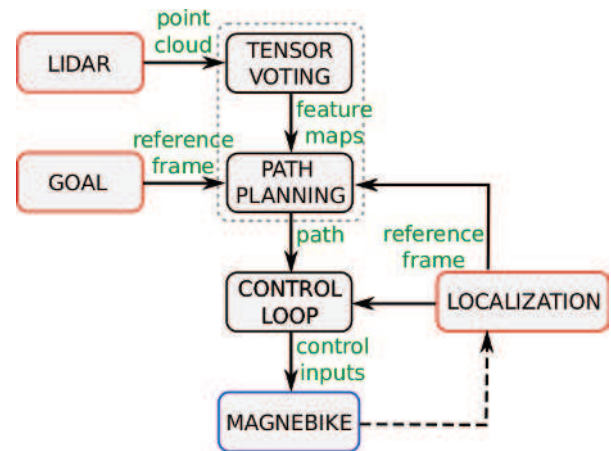 point
cloud
LIDAR
TENSOR
VOTING
feature
maps
reference
frame
GOAL
PATH
PLANNING
path
reference
frame
CONTROL
LOOP
LOCALIZATION
control
inputs
MAGNEBIKE